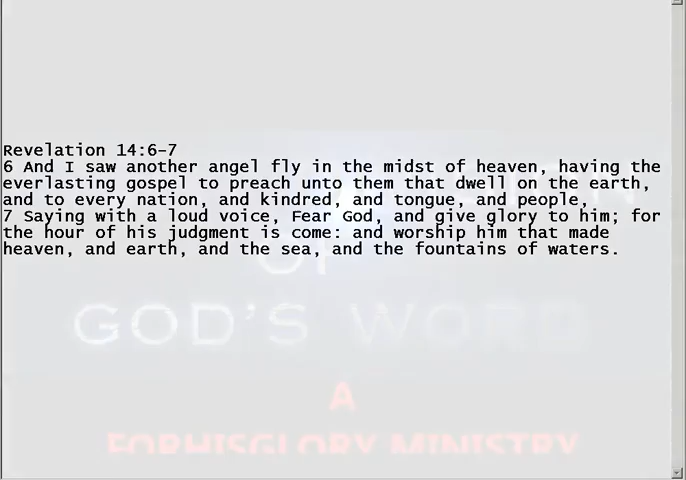 Revelation 14:6-7
6 And I saw another angel fly in the midst of heaven, having the
everlasting gospel to preach unto them that dwell on the earth,
and to every nation, and kindred, and tongue, and people,
7 Saying with a loud voice, Fear God, and give glory to him; for
the hour of his judgment is come: and worship him that made
heaven, and earth, and the sea, and the fountains of waters.
OF
GOD'S WORD
A
FORHISGLORY MINISTRY